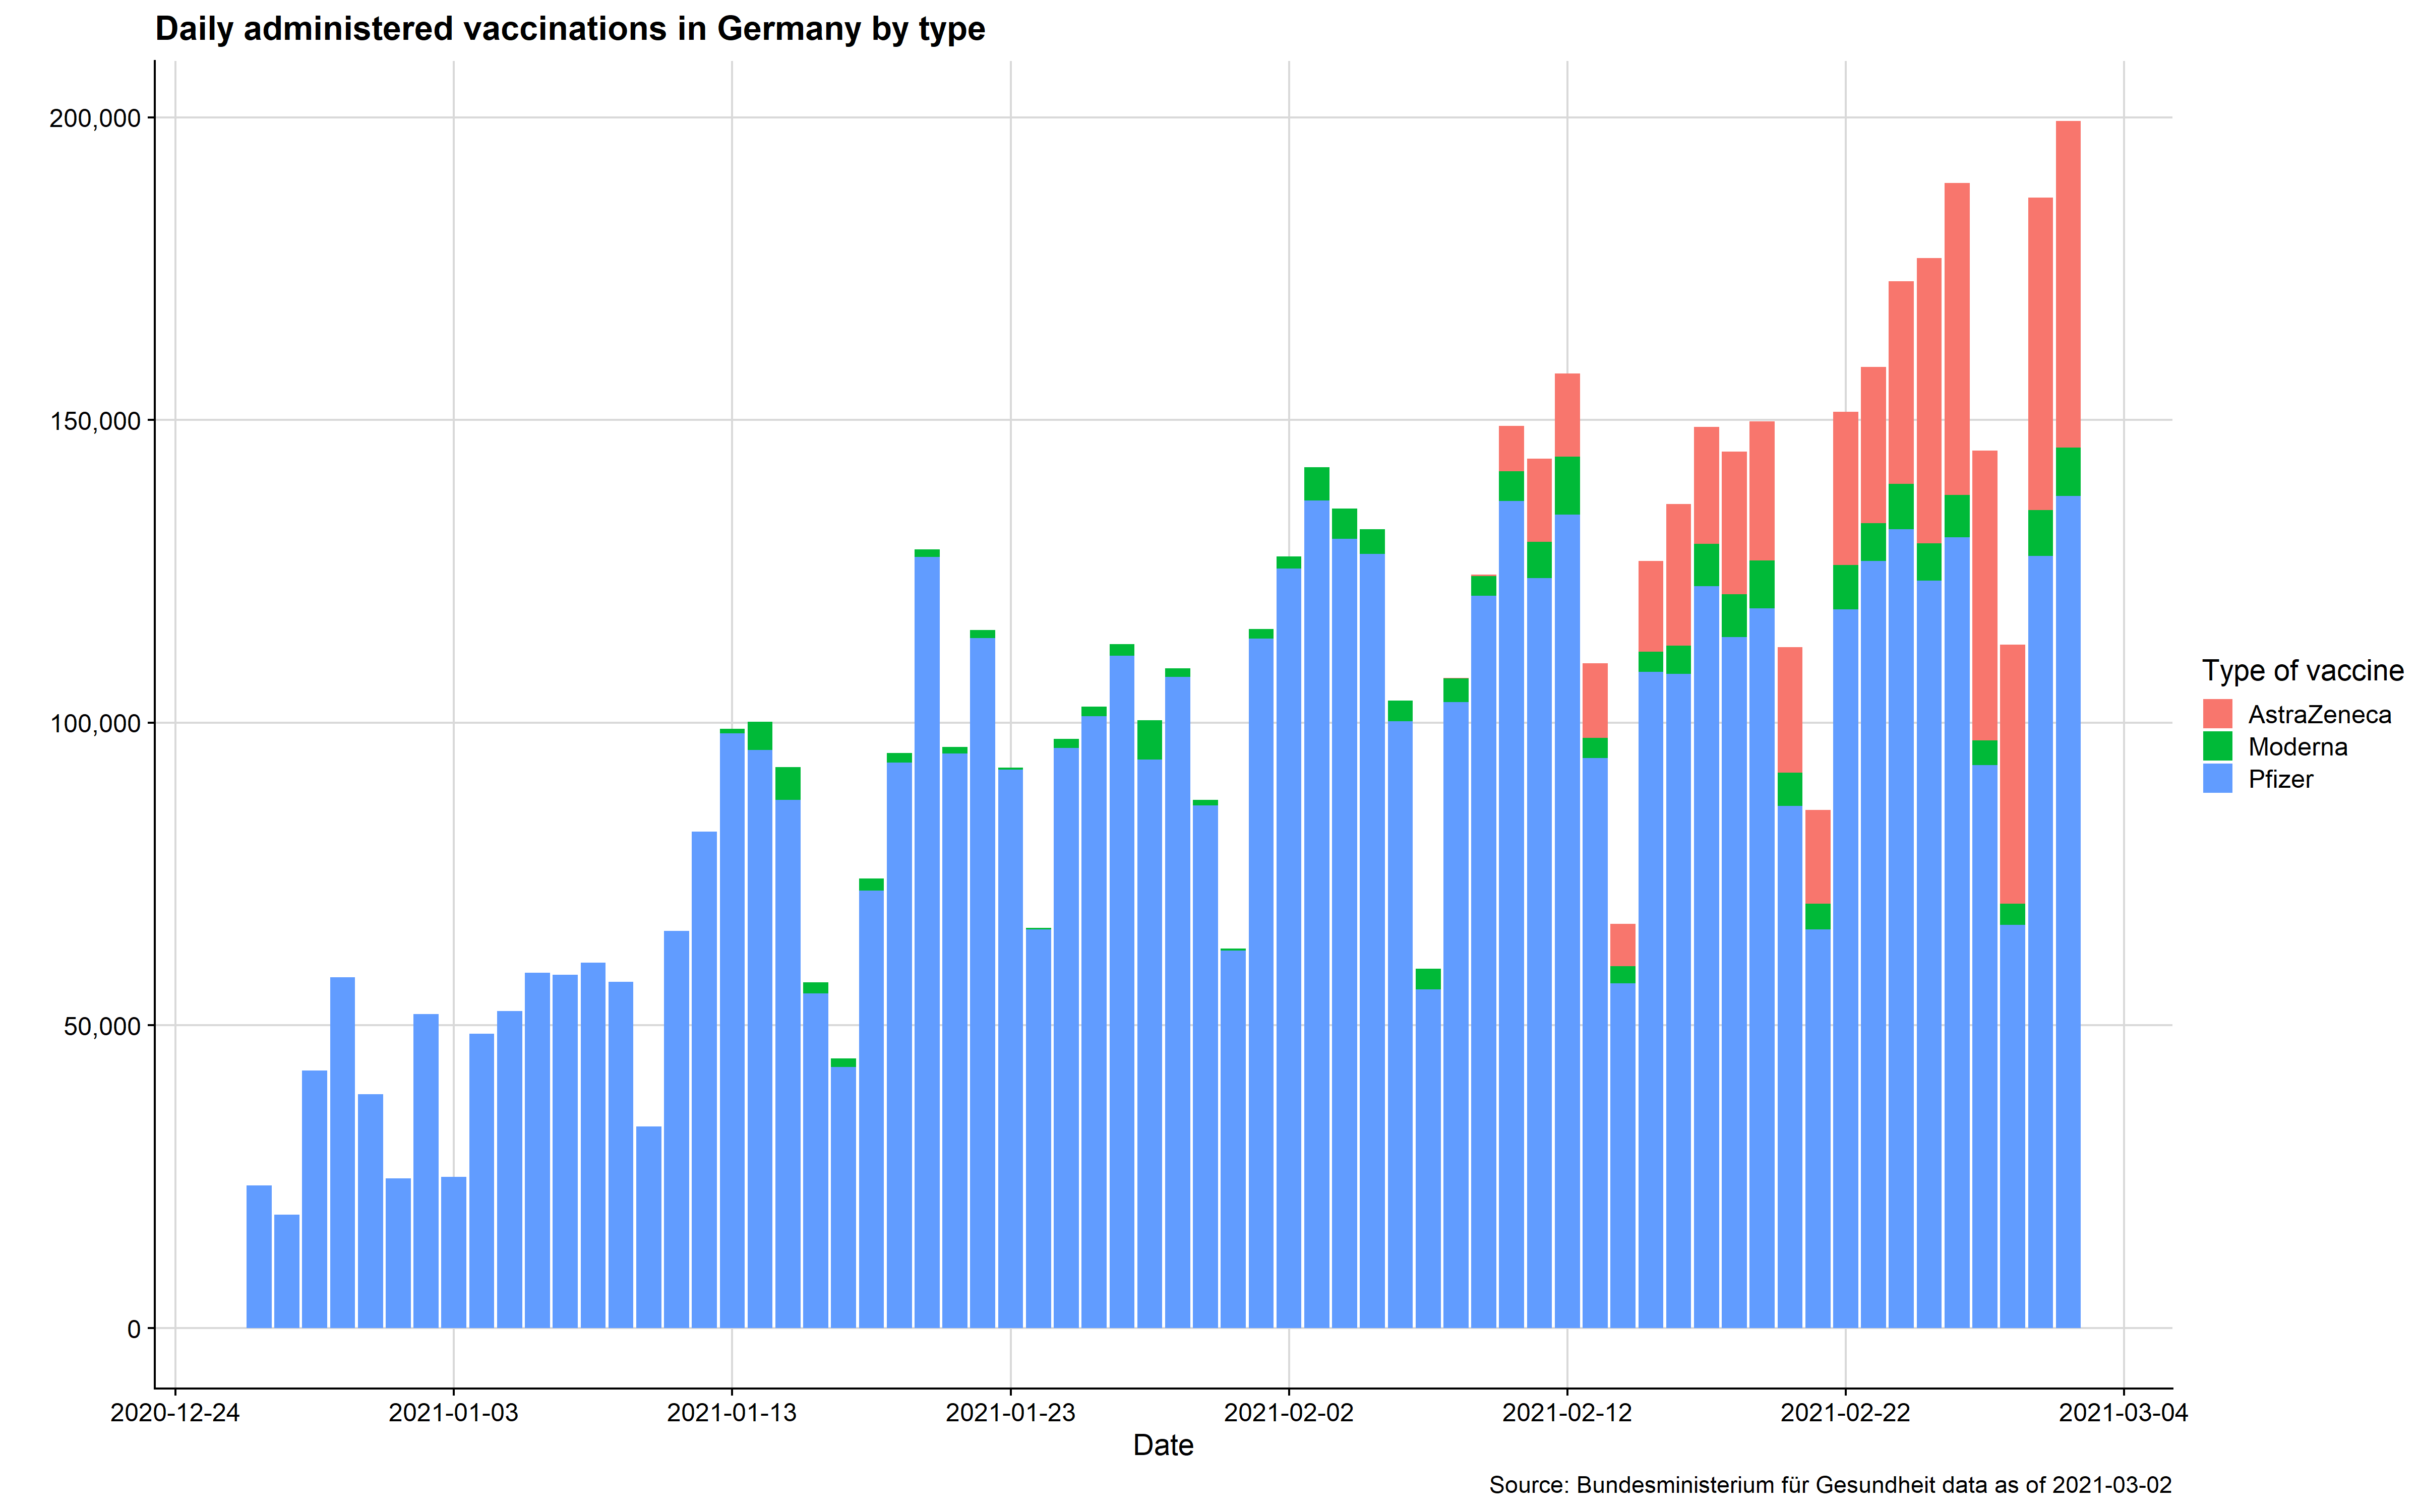 Daily administered vaccinations in Germany by type
200,000
150,000
100,000
50,000
0
2020-12-24 2021-01-03 2021-01-13 2021-01-23 2021-02-02 2021-02-12 2021-02-22 2021-03-04
Date
Type of vaccine
AstraZeneca
Moderna
Pfizer
Source: Bundesministerium für Gesundheit data as of 2021-03-02